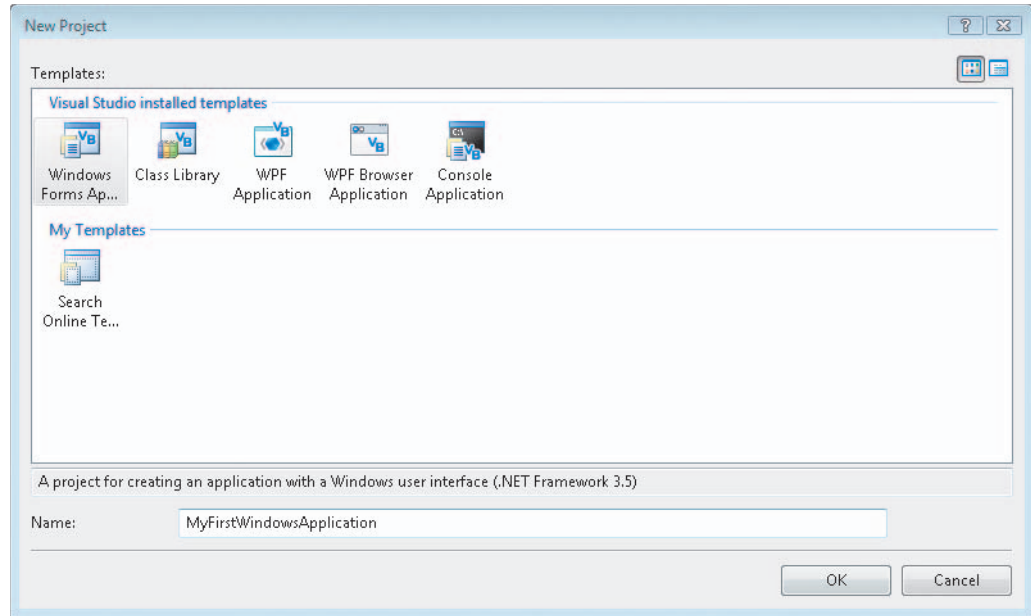 New Project
Templates:
Visual Studio installed templates
Windows Forms Ap...
Class Library
WPF Application
WPF Browser Application
Console Application
My Templates
Search Online Te...
A project for creating an application with a Windows user interface (.NET Framework 3.5)
Name: MyFirstWindowsApplication
OK Cancel